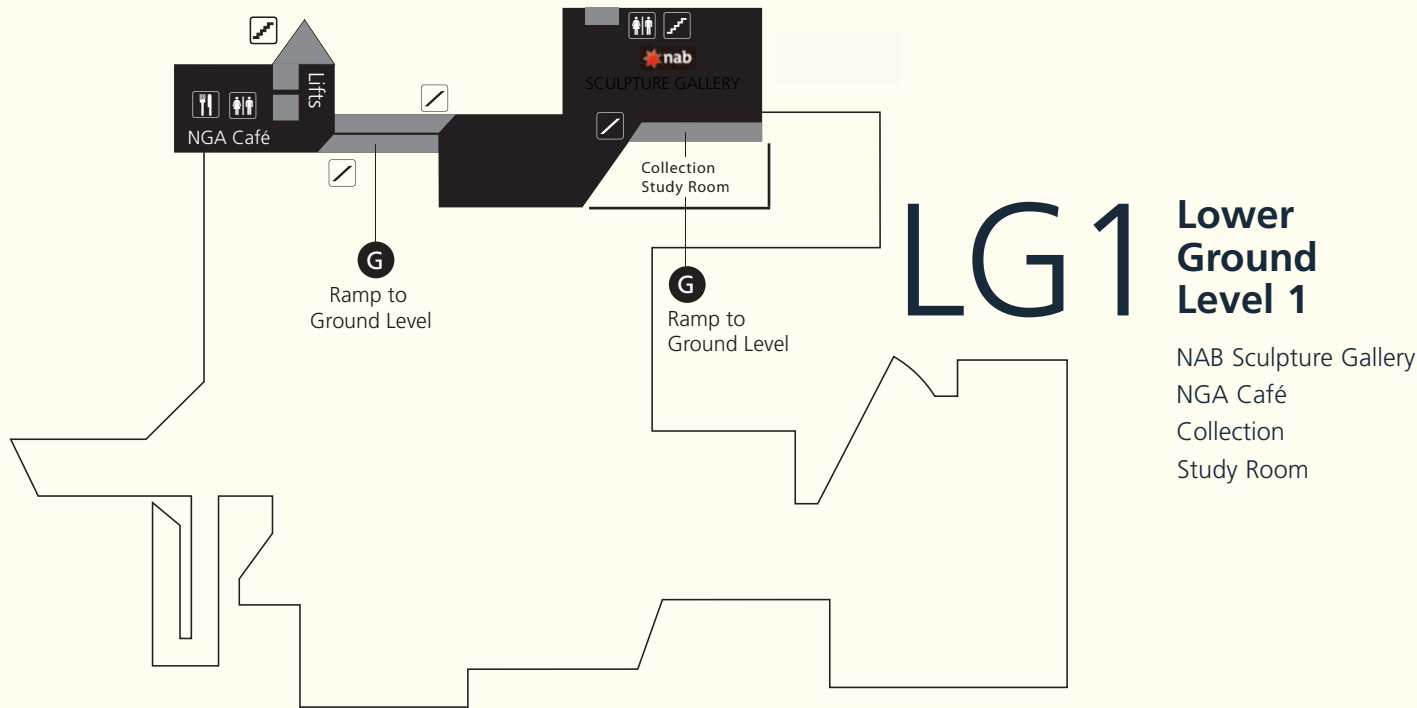 nab
SCULPTURE GALLERY
Lifts
NGA Café
Collection
Study Room
G
Ramp to
Ground Level
G
Ramp to
Ground Level
LG1
Lower
Ground
Level 1
NAB Sculpture Gallery
NGA Café
Collection
Study Room